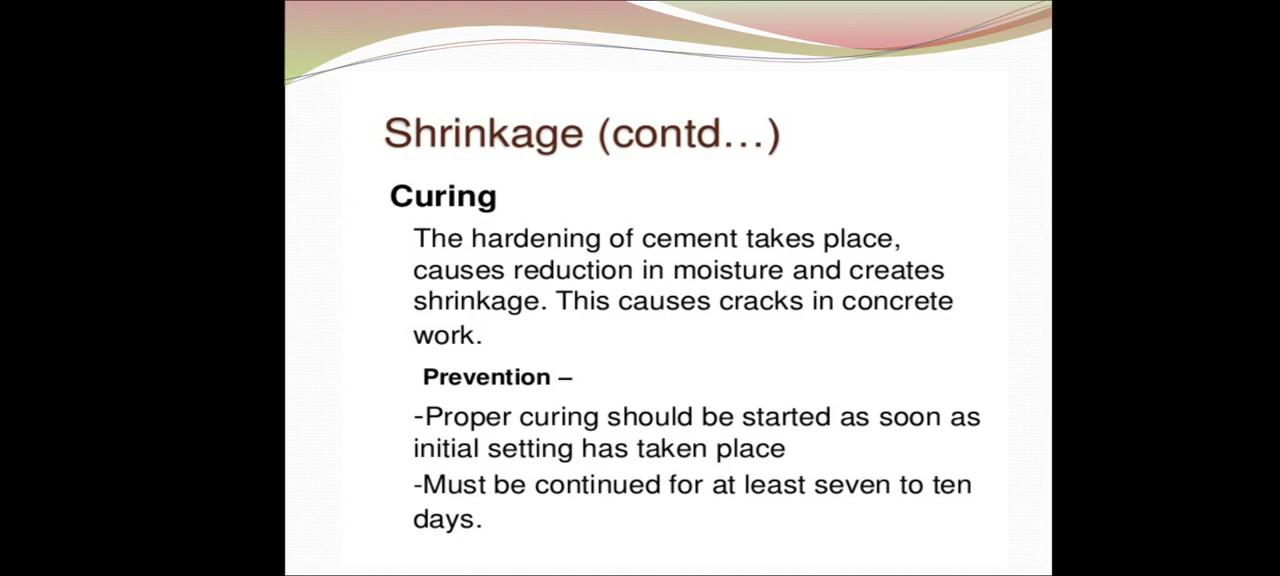 Shrinkage (contd...)
Curing
The hardening of cement takes place,
causes reduction in moisture and creates
shrinkage. This causes cracks in concrete
work.
Prevention –
-Proper curing should be started as soon as
initial setting has taken place
-Must be continued for at least seven to ten
days.